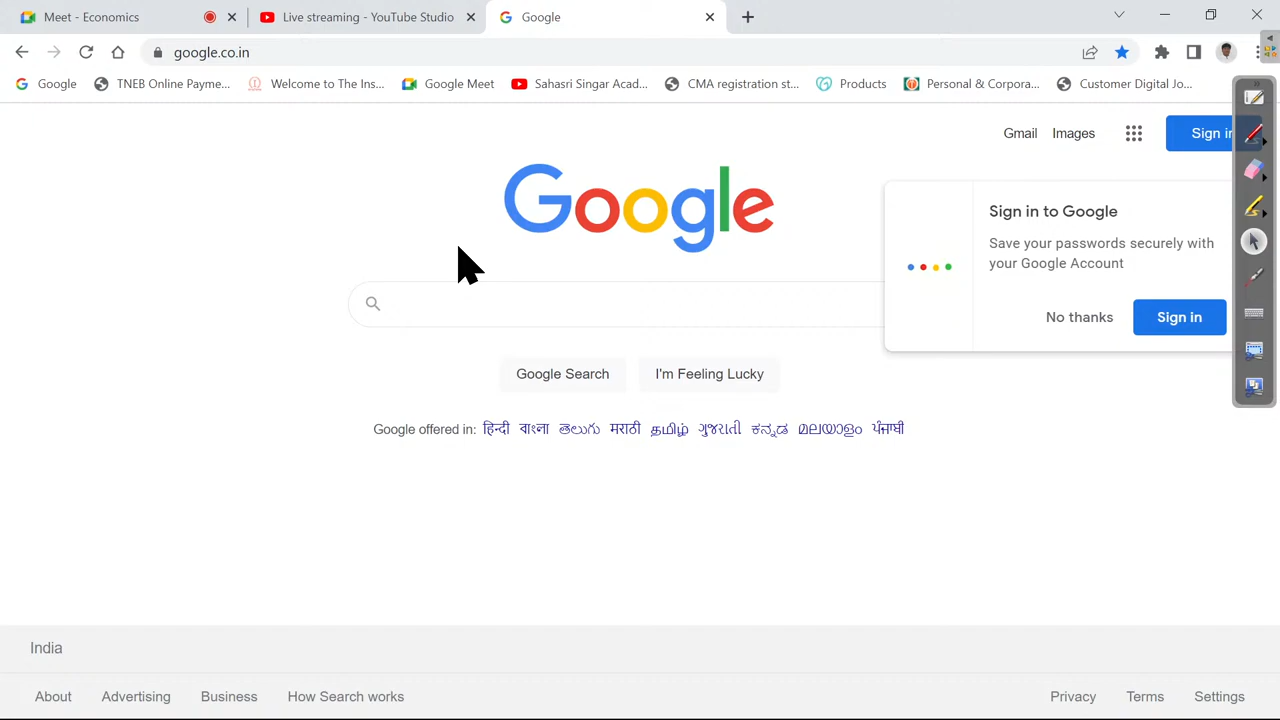 Meet - Economics
Live streaming - YouTube Studio
Google
google.co.in
Google
TNEB Online Payme...
Welcome to The Ins...
Google Meet
Sahasri Singar Acad...
CMA registration st...
Products
Personal & Corpora...
Customer Digital Jo...
Gmail
Images
Sign in
Google
Sign in to Google
Save your passwords securely with
your Google Account
No thanks
Sign in
Google Search
I'm Feeling Lucky
Google offered in: हिन्दी বাংলা తెలుగు मराठी தமிழ் ગુજરાતી ಕನ್ನಡ മലയാളം ਪੰਜਾਬੀ
India
About
Advertising
Business
How Search works
Privacy
Terms
Settings